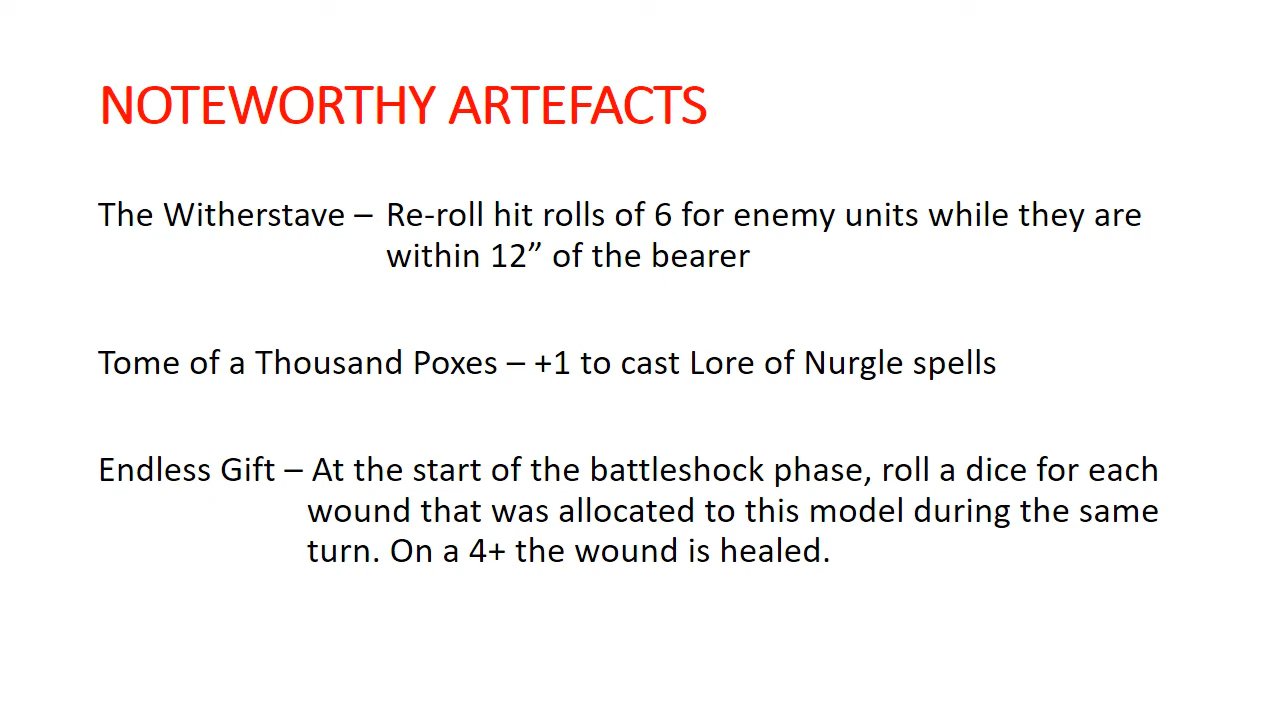 NOTEWORTHY ARTEFACTS
The Witherstave – Re-roll hit rolls of 6 for enemy units while they are
within 12” of the bearer
Tome of a Thousand Poxes – +1 to cast Lore of Nurgle spells
Endless Gift – At the start of the battleshock phase, roll a dice for each
wound that was allocated to this model during the same
turn. On a 4+ the wound is healed.